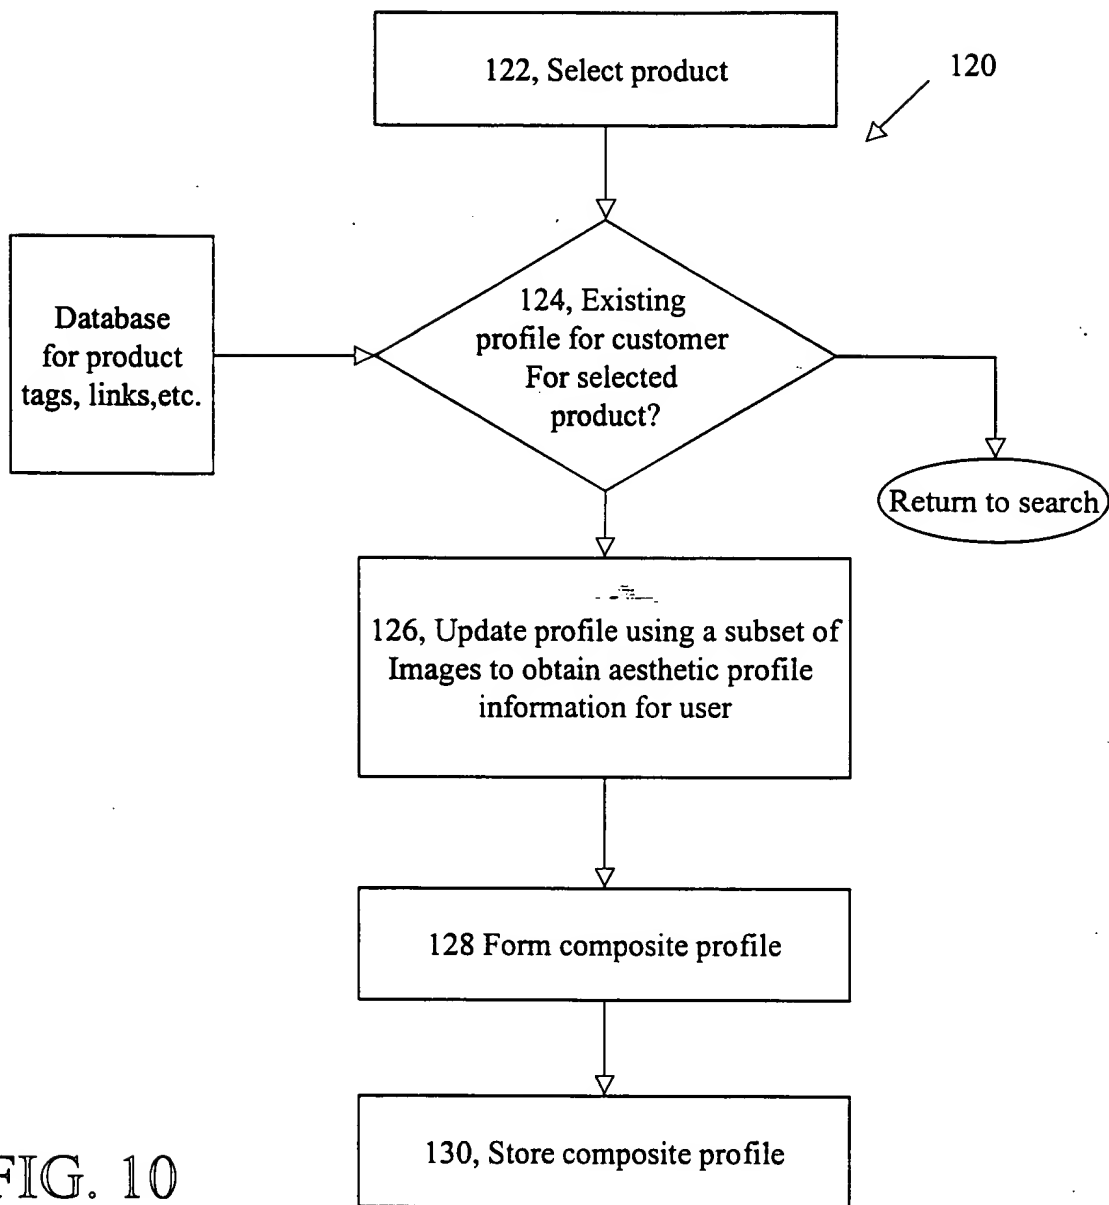 122, Select product
120
Database
for product
tags, links,etc.
124, Existing
profile for customer
For selected
product?
Return to search
126, Update profile using a subset of
Images to obtain aesthetic profile
information for user
128 Form composite profile
130, Store composite profile
FIG. 10